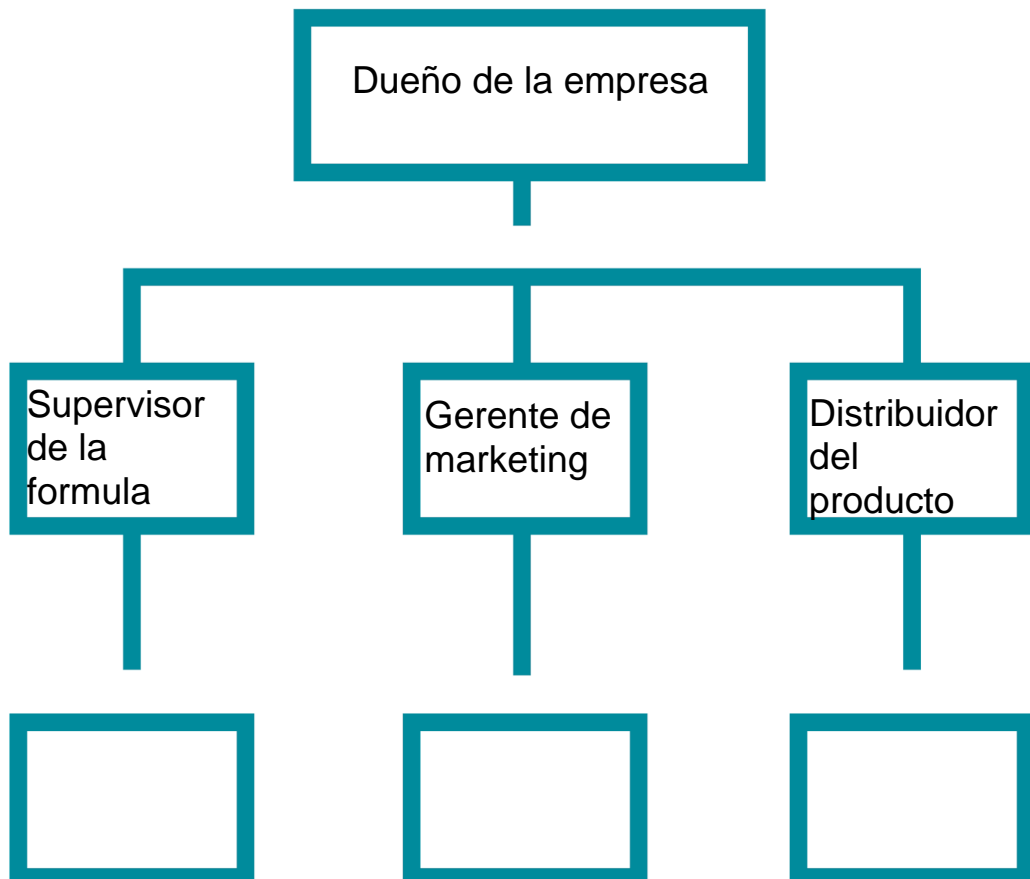 Dueño de la empresa
Supervisor
de la
formula
Gerente de
marketing
Distribuidor
del
producto